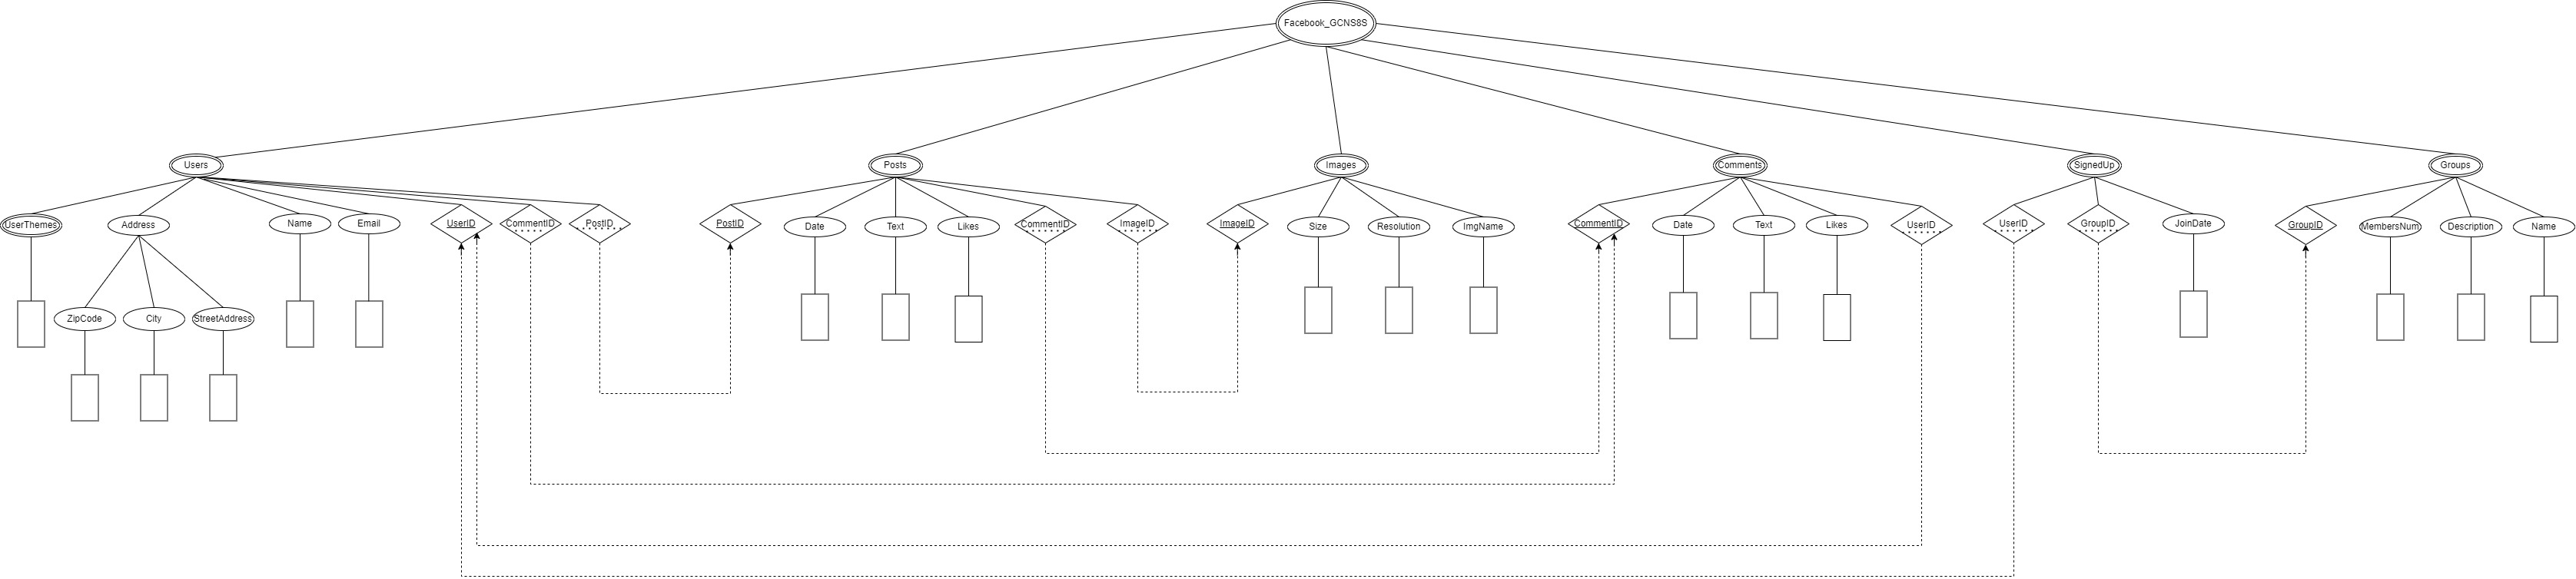 Facebook_GCNS8S
Users
Posts
Images
Comments
SignedUp
Groups
UserThemes
Address
Name
Email
UserID
CommentID
PostID
PostID
Date
Text
Likes
CommentID
ImageID
ImageID
Size
Resolution
ImgName
CommentID
Date
Text
Likes
UserID
UserID
GroupID
JoinDate
GroupID
MembersNum
Description
Name
ZipCode
City
StreetAddress